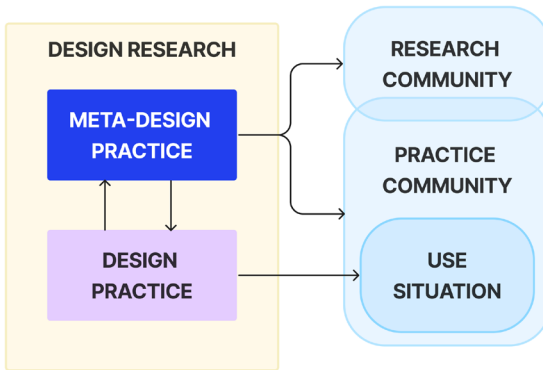 DESIGN RESEARCH
META-DESIGN
PRACTICE
DESIGN
PRACTICE
RESEARCH
COMMUNITY
PRACTICE
COMMUNITY
USE
SITUATION